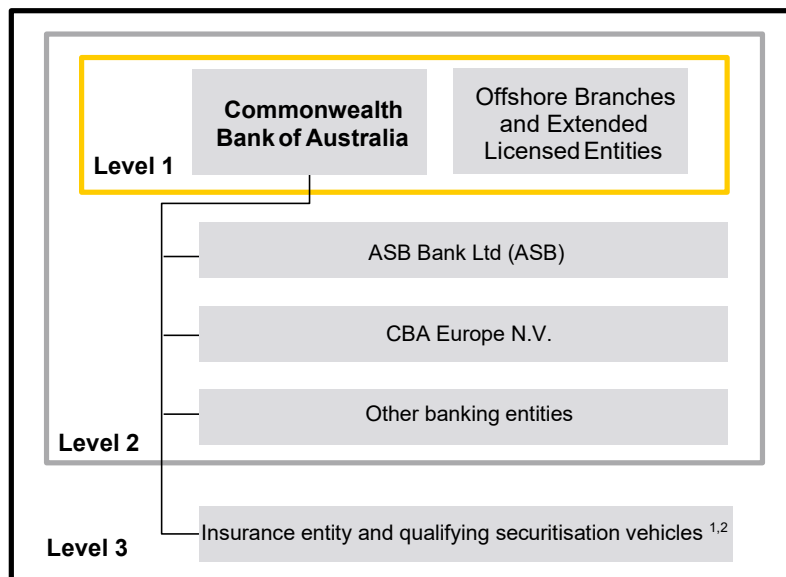 Commonwealth
Bank of Australia
Offshore Branches
and Extended
Licensed Entities
Level 1
ASB Bank Ltd (ASB)
CBA Europe N.V.
Other banking entities
Level 2
Insurance entity and qualifying securitisation vehicles 1,2
Level 3